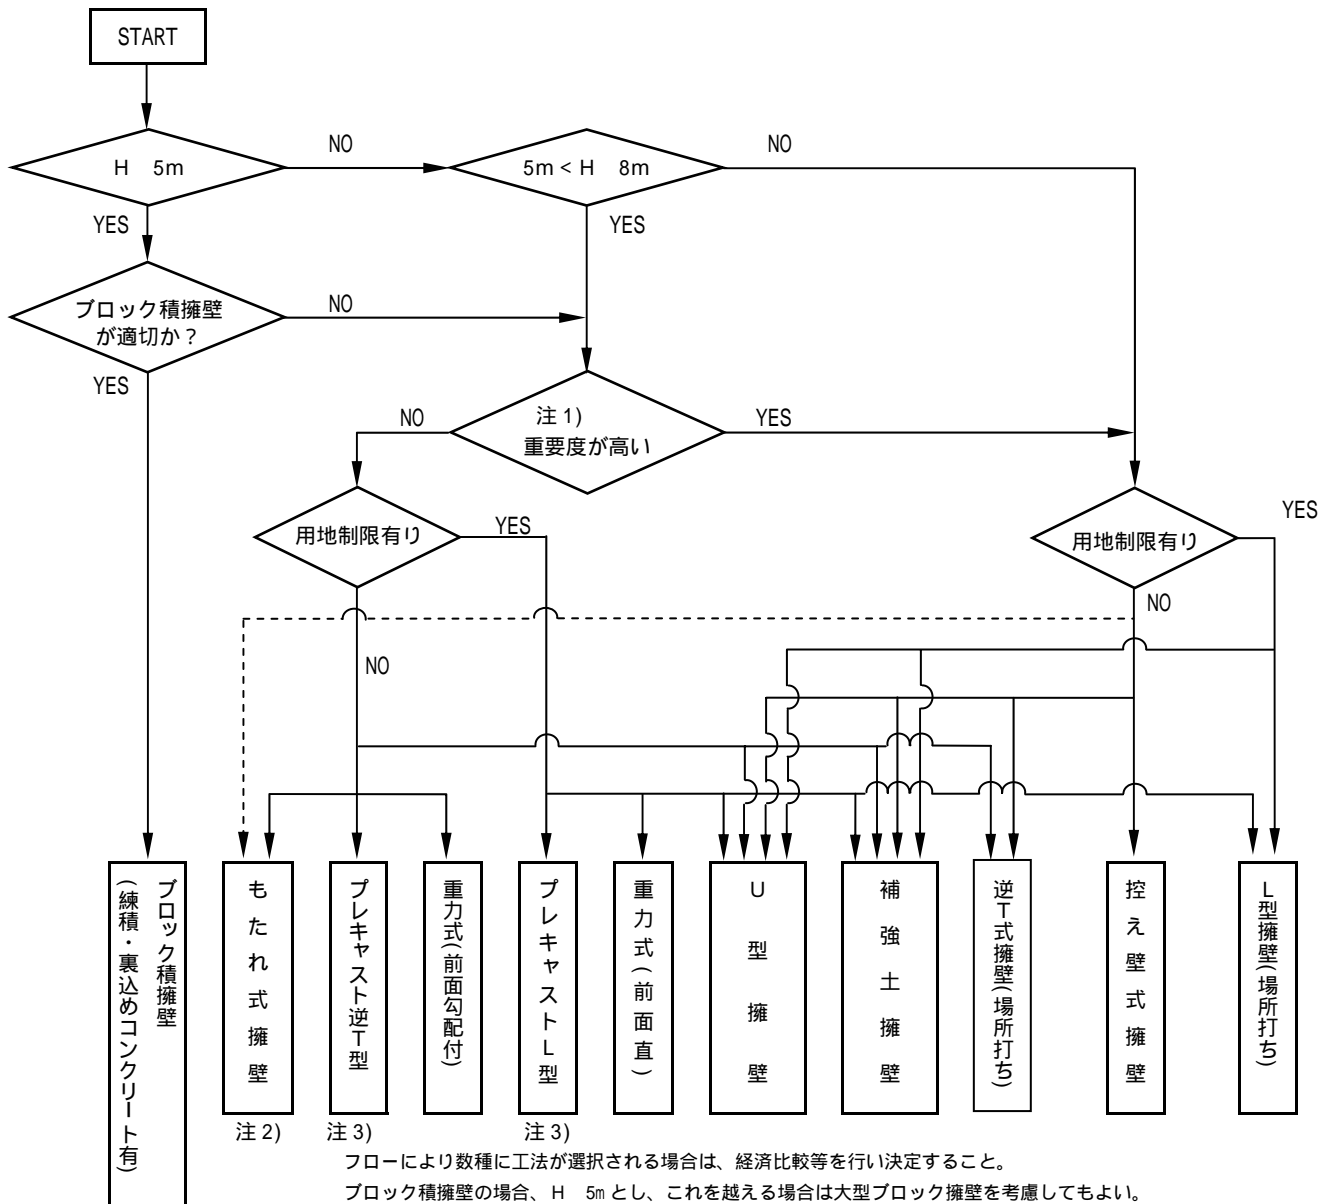 START
H 5m
NO
5m < H 8m
NO
YES
YES
ブロック積擁壁
が適切か？
NO
YES
注 1)
重要度が高い
NO
YES
用地制限有り
YES
用地制限有り
YES
NO
NO
ブロック積擁壁
(練積・裏込めコンクリート有)
もたれ式擁壁
プレキャスト逆T型
重力式(前面勾配付)
プレキャストL型
重力式(前面直)
U型擁壁
補強土擁壁
逆T式擁壁(場所打ち)
控え壁式擁壁
L型擁壁(場所打ち)
注 2)
注 3)
注 3)
フローにより数種に工法が選択される場合は、経済比較等を行い決定すること。
ブロック積擁壁の場合、H 5m とし、これを越える場合は大型ブロック擁壁を考慮してもよい。